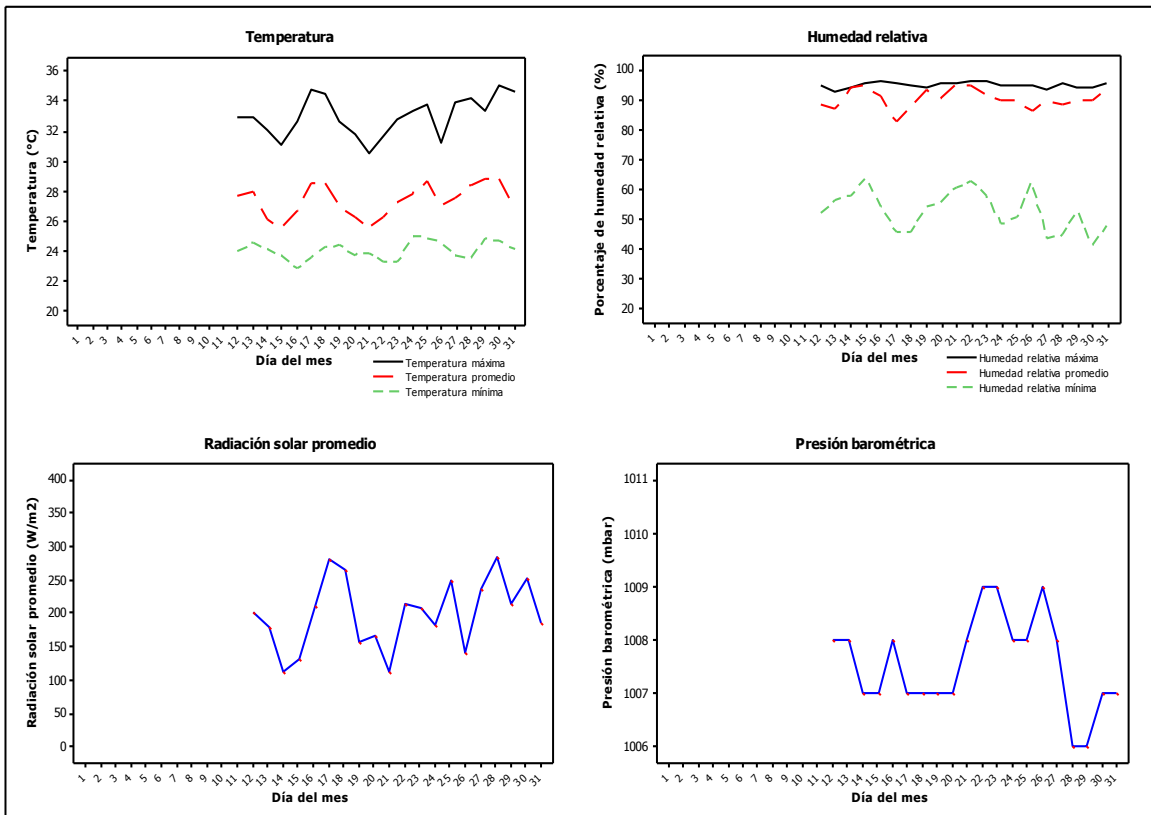 Temperatura
Temperatura (°C)
36
34
32
30
28
26
24
22
20
1 2 3 4 5 6 7 8 9 10 11 12 13 14 15 16 17 18 19 20 21 22 23 24 25 26 27 28 29 30 31
Día del mes
Temperatura máxima
Temperatura promedio
Temperatura mínima
Humedad relativa
Porcentaje de humedad relativa (%)
100
90
80
70
60
50
40
30
20
1 2 3 4 5 6 7 8 9 10 11 12 13 14 15 16 17 18 19 20 21 22 23 24 25 26 27 28 29 30 31
Día del mes
Humedad relativa máxima
Humedad relativa promedio
Humedad relativa mínima
Radiación solar promedio
Radiación solar promedio (W/m2)
400
350
300
250
200
150
100
50
0
1 2 3 4 5 6 7 8 9 10 11 12 13 14 15 16 17 18 19 20 21 22 23 24 25 26 27 28 29 30 31
Día del mes
Presión barométrica
Presión barométrica (mbar)
1011
1010
1009
1008
1007
1006
1 2 3 4 5 6 7 8 9 10 11 12 13 14 15 16 17 18 19 20 21 22 23 24 25 26 27 28 29 30 31
Día del mes